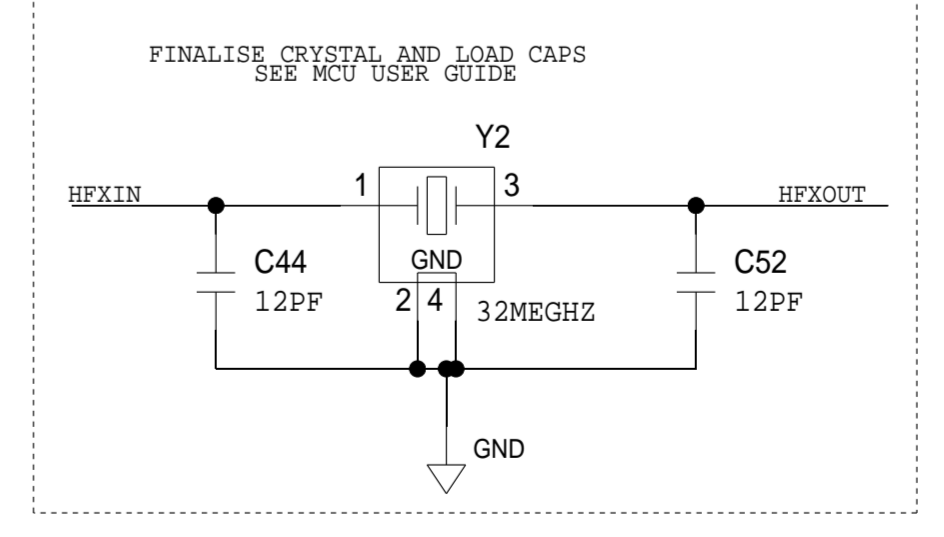 FINALISE CRYSTAL AND LOAD CAPS
SEE MCU USER GUIDE
Y2
1
3
HFXIN
HFXOUT
GND
C44
C52
12PF
2 4
12PF
32MEGHZ
GND